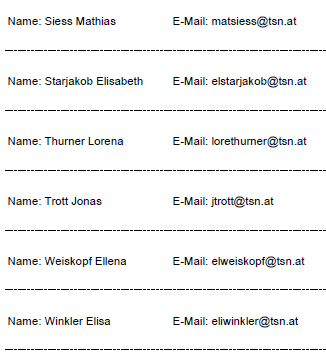 Name: Siess Mathias E-Mail: matsiess@tsn.at
Name: Starjakob Elisabeth E-Mail: elstarjakob@tsn.at
Name: Thurner Lorena E-Mail: lorethurner@tsn.at
Name: Trott Jonas E-Mail: jtrott@tsn.at
Name: Weiskopf Ellena E-Mail: elweiskopf@tsn.at
Name: Winkler Elisa E-Mail: eliwinkler@tsn.at